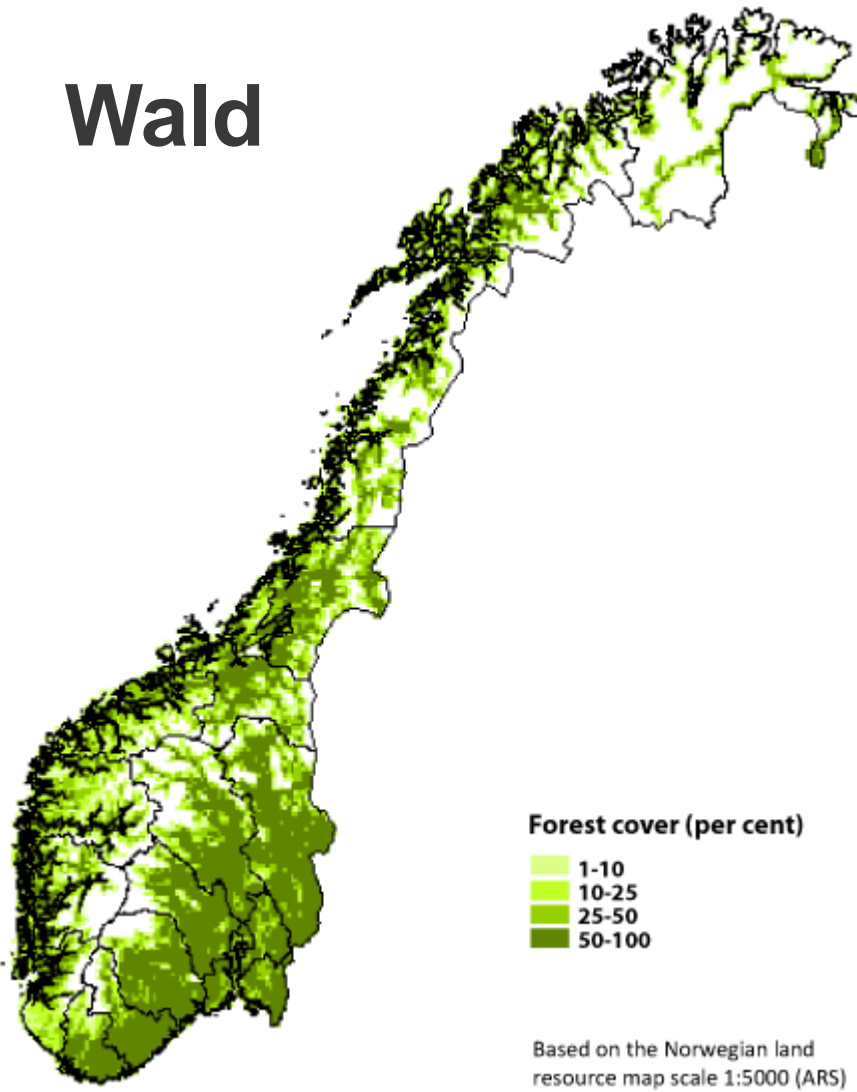 Wald
Forest cover (per cent)
1-10
10-25
25-50
50-100
Based on the Norwegian land
resource map scale 1:5000 (ARS)